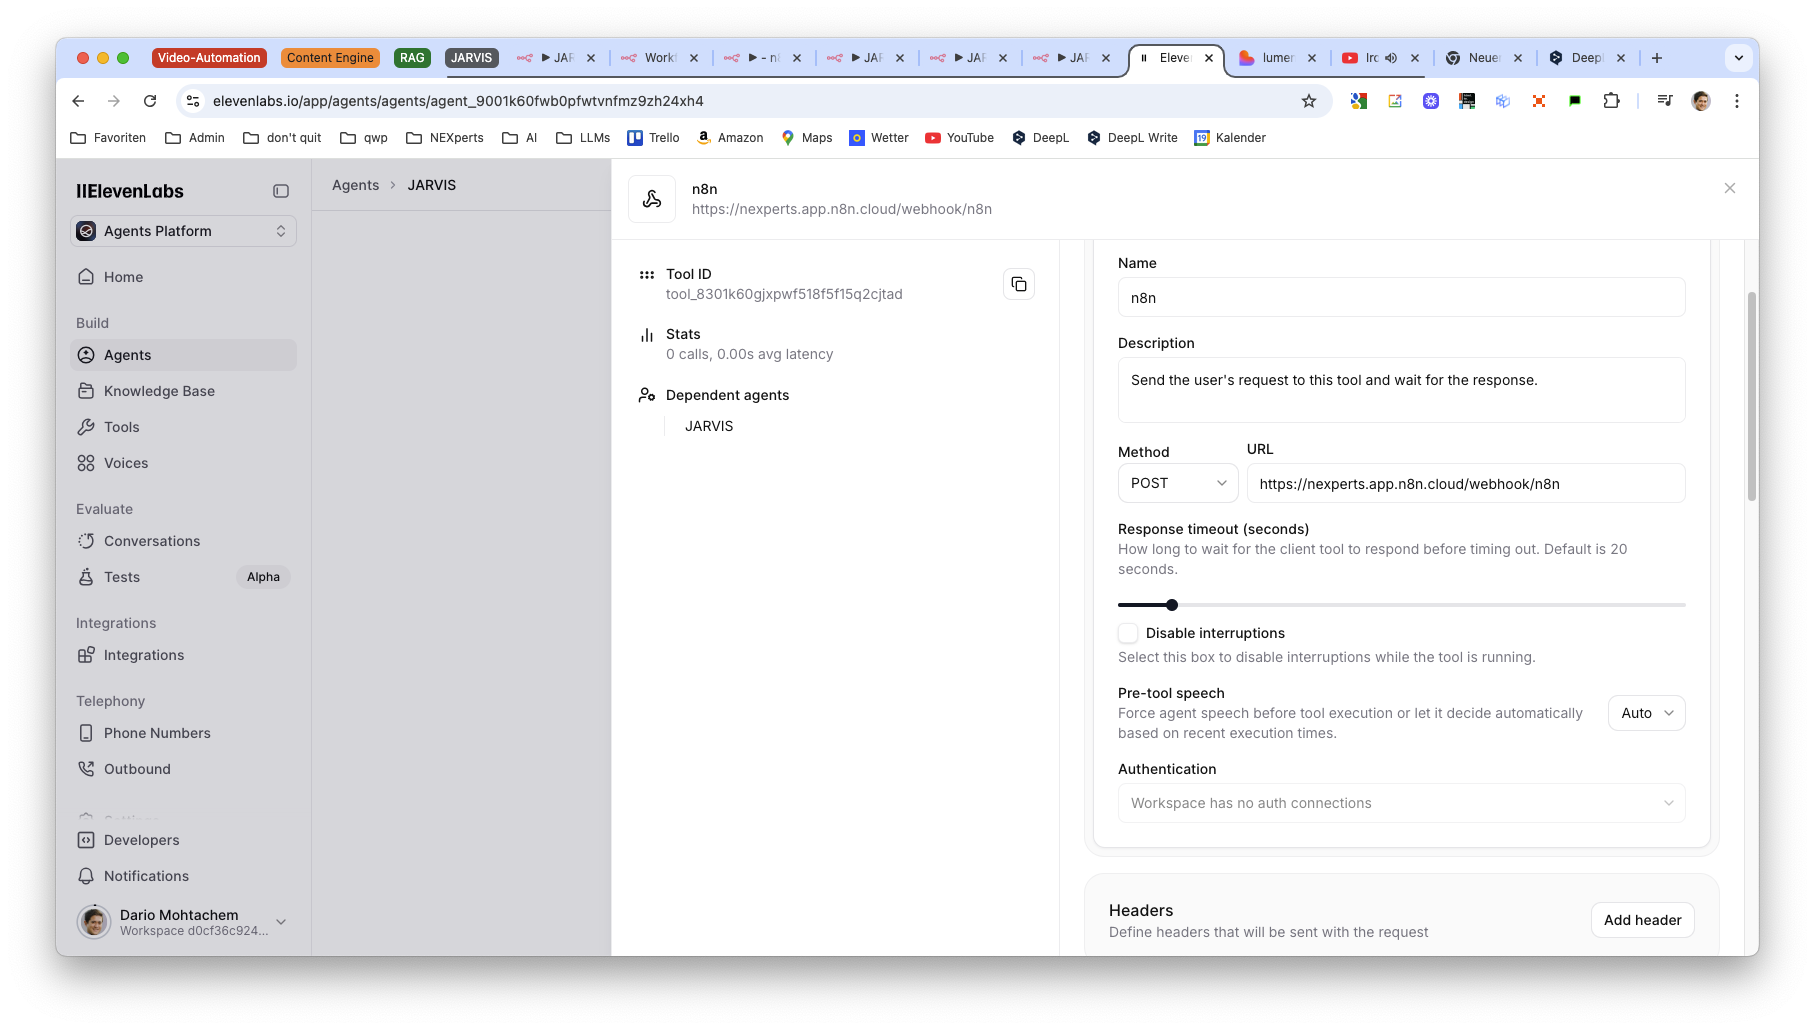 Video-Automation
Content Engine
RAG
JARVIS
JAR
Workf
- n
JAR
JAR
JAR
Eleve
lumer
Iro
Neue
Deepl
elevenlabs.io/app/agents/agents/agent_9001k60fwb0pfwtvnfmz9zh24xh4
Favoriten
Admin
don't quit
qwp
NEXperts
AI
LLMs
Trello
Amazon
Maps
Wetter
YouTube
DeepL
DeepL Write
Kalender
IIElevenLabs
Agents Platform
Home
Build
Agents
Knowledge Base
Tools
Voices
Evaluate
Conversations
Tests
Alpha
Integrations
Integrations
Telephony
Phone Numbers
Outbound
Developers
Notifications
Dario Mohtachem
Workspace d0cf36c924...
Agents > JARVIS
n8n
https://nexperts.app.n8n.cloud/webhook/n8n
Tool ID
tool_8301k60gjxpwf518f5f15q2cjtad
Stats
0 calls, 0.00s avg latency
Dependent agents
JARVIS
Name
n8n
Description
Send the user's request to this tool and wait for the response.
Method
URL
POST
https://nexperts.app.n8n.cloud/webhook/n8n
Response timeout (seconds)
How long to wait for the client tool to respond before timing out. Default is 20
seconds.
Disable interruptions
Select this box to disable interruptions while the tool is running.
Pre-tool speech
Force agent speech before tool execution or let it decide automatically
based on recent execution times.
Auto
Authentication
Workspace has no auth connections
Headers
Define headers that will be sent with the request
Add header